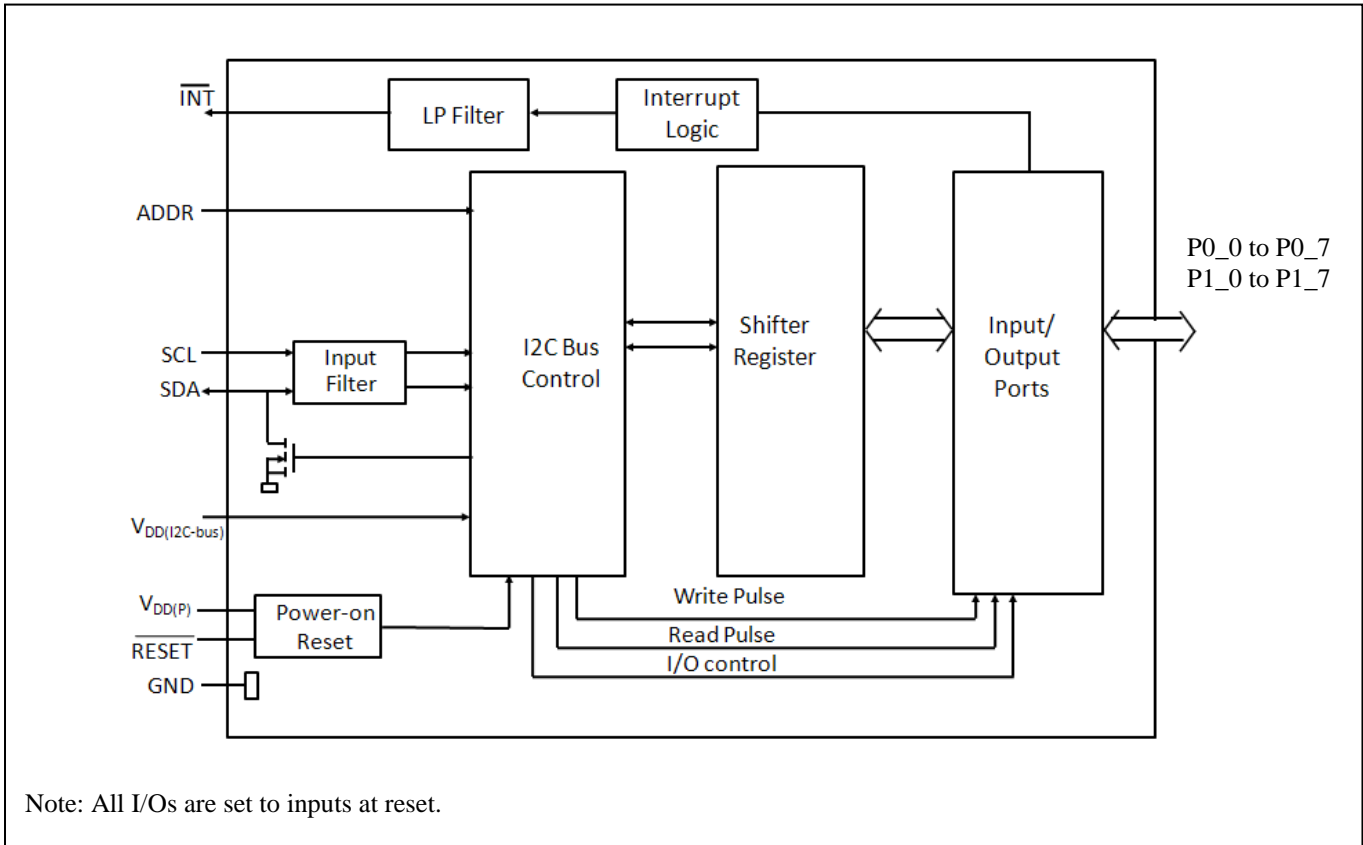 INT
LP Filter
Interrupt
Logic
ADDR
P0_0 to P0_7
P1_0 to P1_7
SCL
SDA
Input
Filter
I2C Bus
Control
Shifter
Register
Input/
Output
Ports
VDD(I2C-bus)
VDD(P)
RESET
GND
Power-on
Reset
Write Pulse
Read Pulse
I/O control
Note: All I/Os are set to inputs at reset.